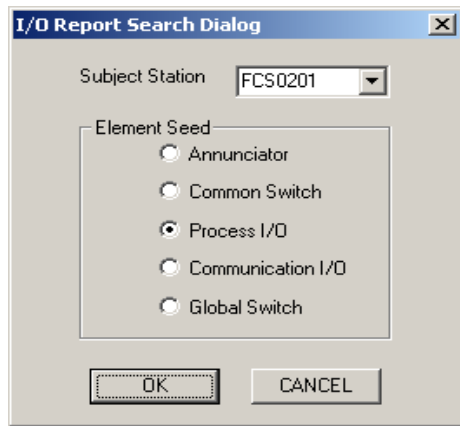 I/O Report Search Dialog
Subject Station FCS0201
Element Seed
Annunciator
Common Switch
Process I/O
Communication I/O
Global Switch
OK CANCEL